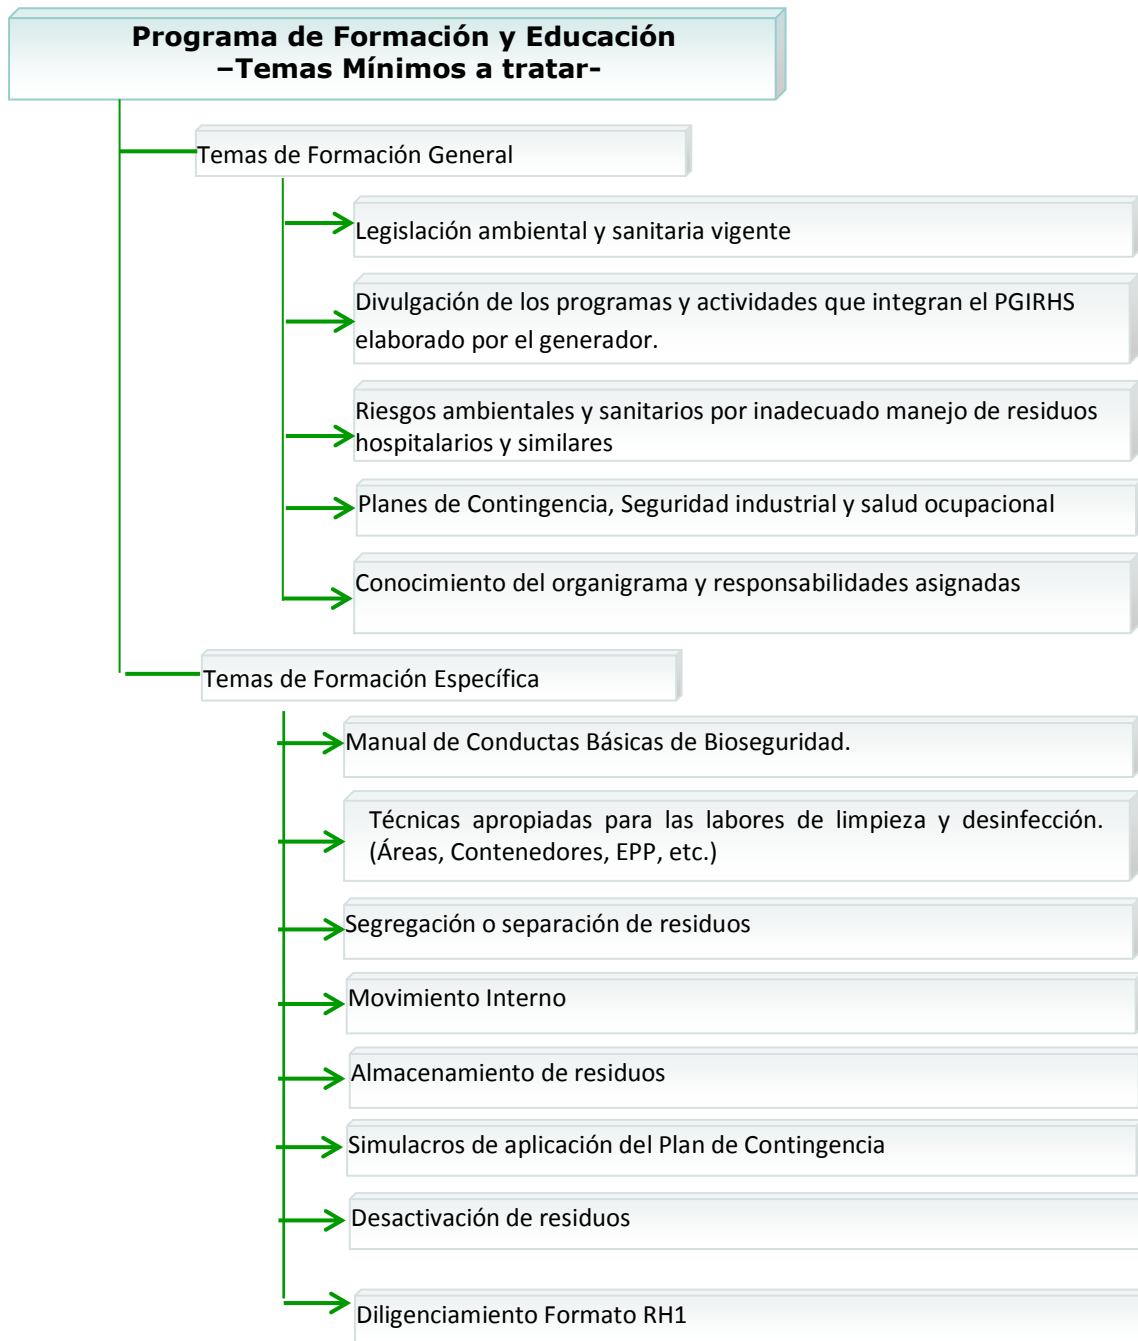 Programa de Formación y Educación
–Temas Mínimos a tratar-
Temas de Formación General
Legislación ambiental y sanitaria vigente
Divulgación de los programas y actividades que integran el PGIRHS
elaborado por el generador.
Riesgos ambientales y sanitarios por inadecuado manejo de residuos
hospitalarios y similares
Planes de Contingencia, Seguridad industrial y salud ocupacional
Conocimiento del organigrama y responsabilidades asignadas
Temas de Formación Específica
Manual de Conductas Básicas de Bioseguridad.
Técnicas apropiadas para las labores de limpieza y desinfección.
(Áreas, Contenedores, EPP, etc.)
Segregación o separación de residuos
Movimiento Interno
Almacenamiento de residuos
Simulacros de aplicación del Plan de Contingencia
Desactivación de residuos
Diligenciamiento Formato RH1